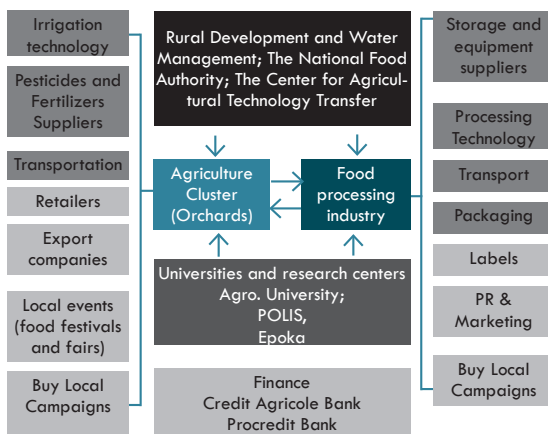 Irrigation
technology
Pesticides and
Fertilizers
Suppliers
Transportation
Retailers
Export
companies
Local events
(food festivals
and fairs)
Buy Local
Campaigns
Rural Development and Water
Management; The National Food
Authority; The Center for Agricul-
tural Technology Transfer
Agriculture
Cluster
(Orchards)
Food
processing
industry
Universities and research centers
Agro. University;
POLIS,
Epoka
Finance
Credit Agricole Bank
Procredit Bank
Storage and
equipment
suppliers
Processing
Technology
Transport
Packaging
Labels
PR &
Marketing
Buy Local
Campaigns